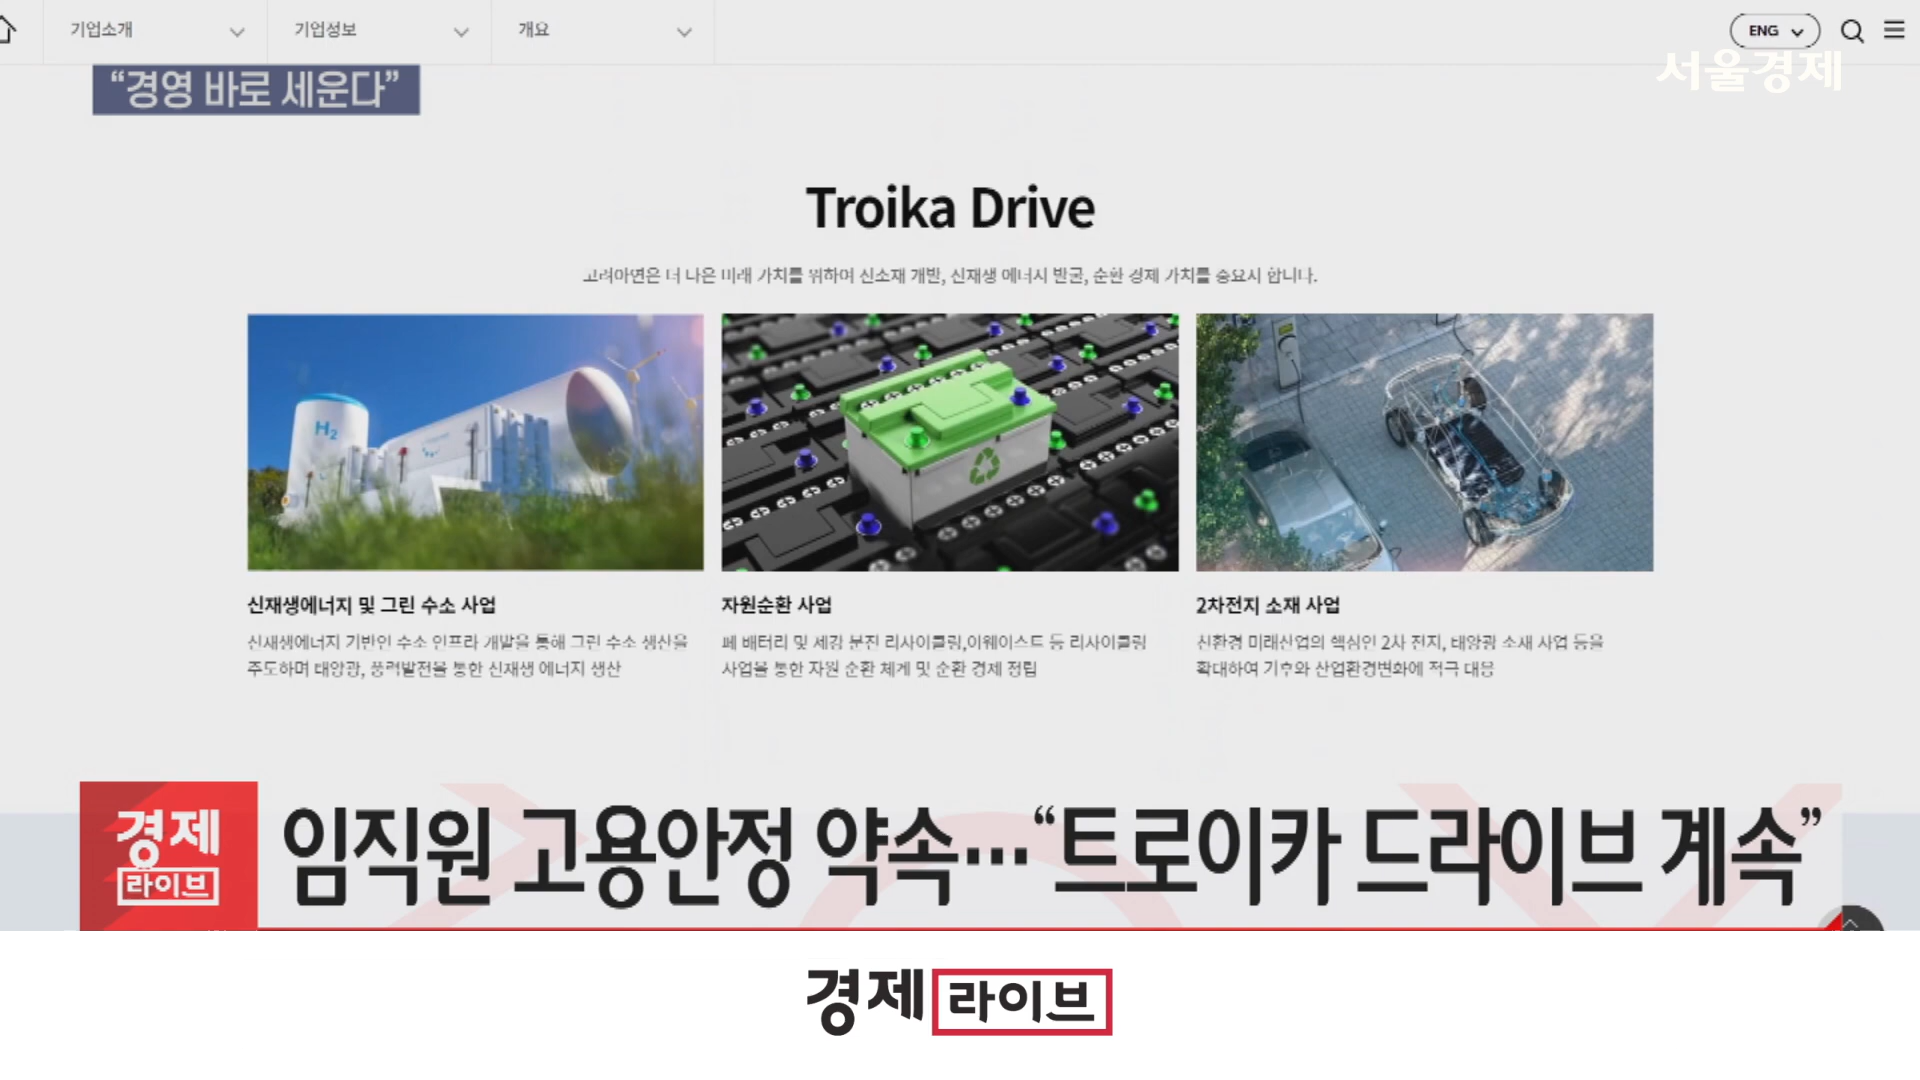 기업소개
기업정보
개요
ENG
서울경제
“경영 바로 세운다”
Troika Drive
고려아연은 더 나은 미래 가치를 위하여 신소재 개발, 신재생 에너지 발굴, 순환 경제 가치를 중요시 합니다.
H2
신재생에너지 및 그린 수소 사업
신재생에너지 기반인 수소 인프라 개발을 통해 그린 수소 생산을
주도하며 태양광, 풍력발전을 통한 신재생 에너지 생산
자원순환 사업
폐 배터리 및 제강 분진 리사이클링,이웨이스트 등 리사이클링
사업을 통한 자원 순환 체계 및 순환 경제 정립
2차전지 소재 사업
친환경 미래산업의 핵심인 2차 전지, 태양광 소재 사업 등을
확대하여 기후와 산업환경변화에 적극 대응
경제
라이브
임직원 고용안정 약속…“트로이카 드라이브 계속”
경제 라이브